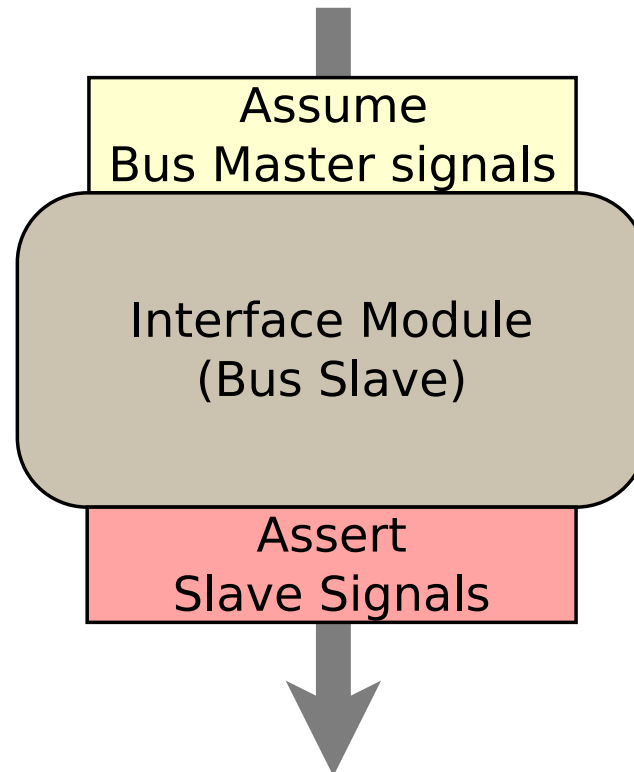 Assume
Bus Master signals
Interface Module
(Bus Slave)
Assert
Slave Signals